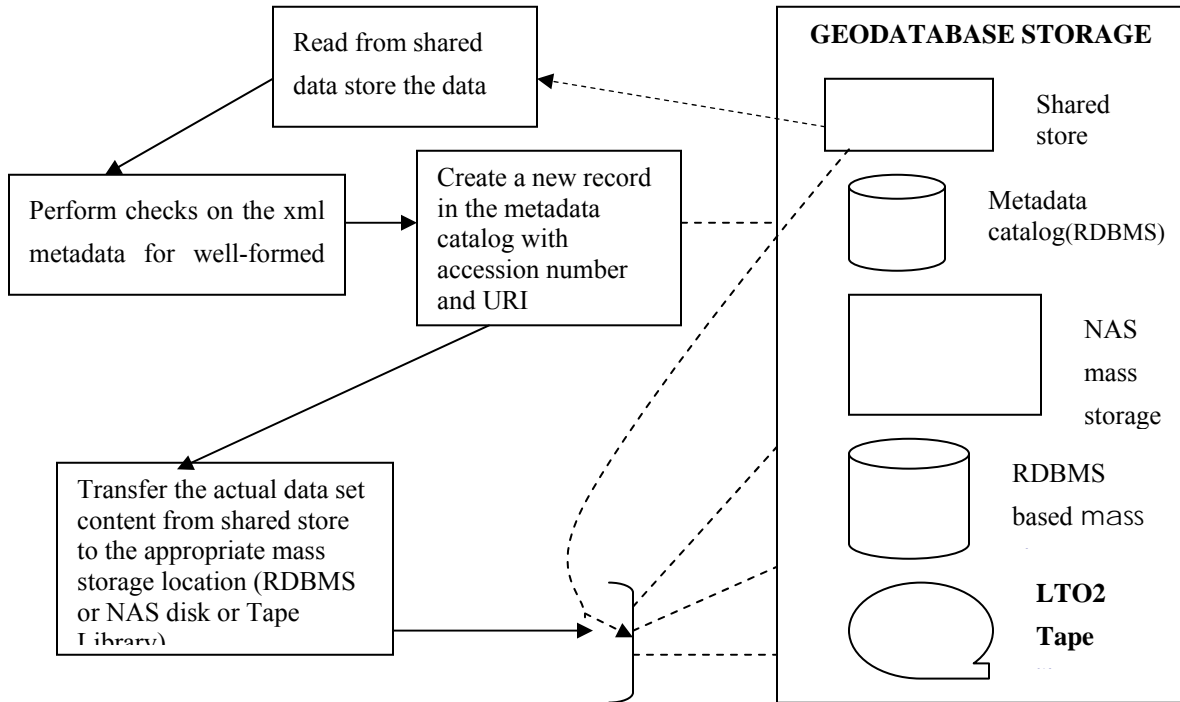 Read from shared
data store the data
Perform checks on the xml
metadata for well-formed
Create a new record
in the metadata
catalog with
accession number
and URI
Transfer the actual data set
content from shared store
to the appropriate mass
storage location (RDBMS
or NAS disk or Tape
Library)
GEODATABASE STORAGE
Shared
store
Metadata
catalog(RDBMS)
NAS
mass
storage
RDBMS
based mass
LTO2
Tape